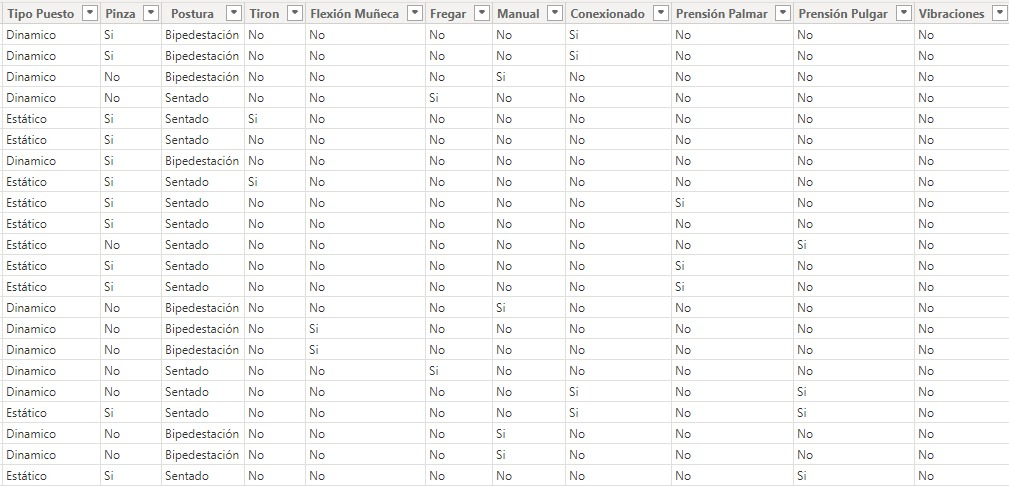 Tipo Puesto Pinza Postura Tiron Flexión Muñeca Fregar Manual Conexionado Prensión Palmar Prensión Pulgar Vibraciones
Dinamico Si Bipedestación No No No No Si No No No
Dinamico Si Bipedestación No No No No Si No No No
Dinamico No Bipedestación No No No Si No No No No
Dinamico No Sentado No No Si No No No No No
Estático Si Sentado Si No No No No No No No
Estático Si Sentado No No No No No No No No
Dinamico Si Bipedestación No No No No No No No No
Estático Si Sentado Si No No No No No No No
Estático Si Sentado No No No No No Si No No
Estático Si Sentado No No No No No No No No
Estático No Sentado No No No No No No Si No
Estático Si Sentado No No No No No Si No No
Estático Si Sentado No No No No No Si No No
Dinamico No Bipedestación No No No Si No No No No
Dinamico No Bipedestación No Si No No No No No No
Dinamico No Bipedestación No Si No No No No No No
Dinamico No Sentado No No Si No No No No No
Dinamico No Sentado No No No No Si No Si No
Estático Si Sentado No No No No Si No Si No
Dinamico No Bipedestación No No No Si No No No No
Dinamico No Bipedestación No No No Si No No No No
Estático Si Sentado No No No No No No Si No